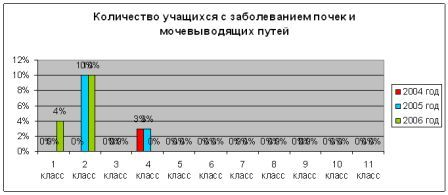 Количество учащихся с заболеванием почек и
мочевыводящих путей
12%
10%
8%
6%
4%
2%
0%
4%
10%
3%
0%
1 класс
2 класс
3 класс
4 класс
5 класс
6 класс
7 класс
8 класс
9 класс
10 класс
11 класс
2004 год
2005 год
2006 год